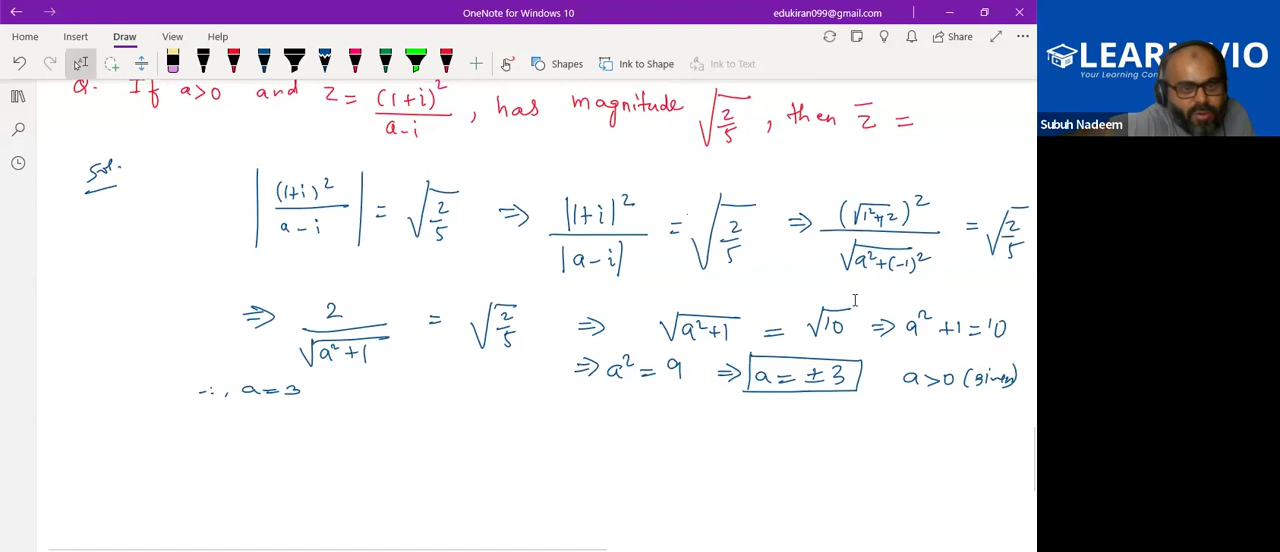 OneNote for Windows 10
edukiran099@gmail.com
Home Insert Draw View Help Share
Shapes Ink to Shape Ink to Text
LEARNVIO
Your Learning
Subuh Nadeem
Q. If a>0 and z = (1+i)²/(a-i), has magnitude √(2/5), then z̅ =
Sol.
|(1+i)²/(a-i)| = √(2/5) ⇒ |1+i|²/|a-i| = √(2/5) ⇒ (√(1²+2))²/√(a²+(-1)²) = √(2/5)
⇒ 2/√(a²+1) = √(2/5) ⇒ √(a²+1) = √10 ⇒ a²+1=10
⇒ a² = 9 ⇒ a = ±3 a>0 (given)
∴, a=3